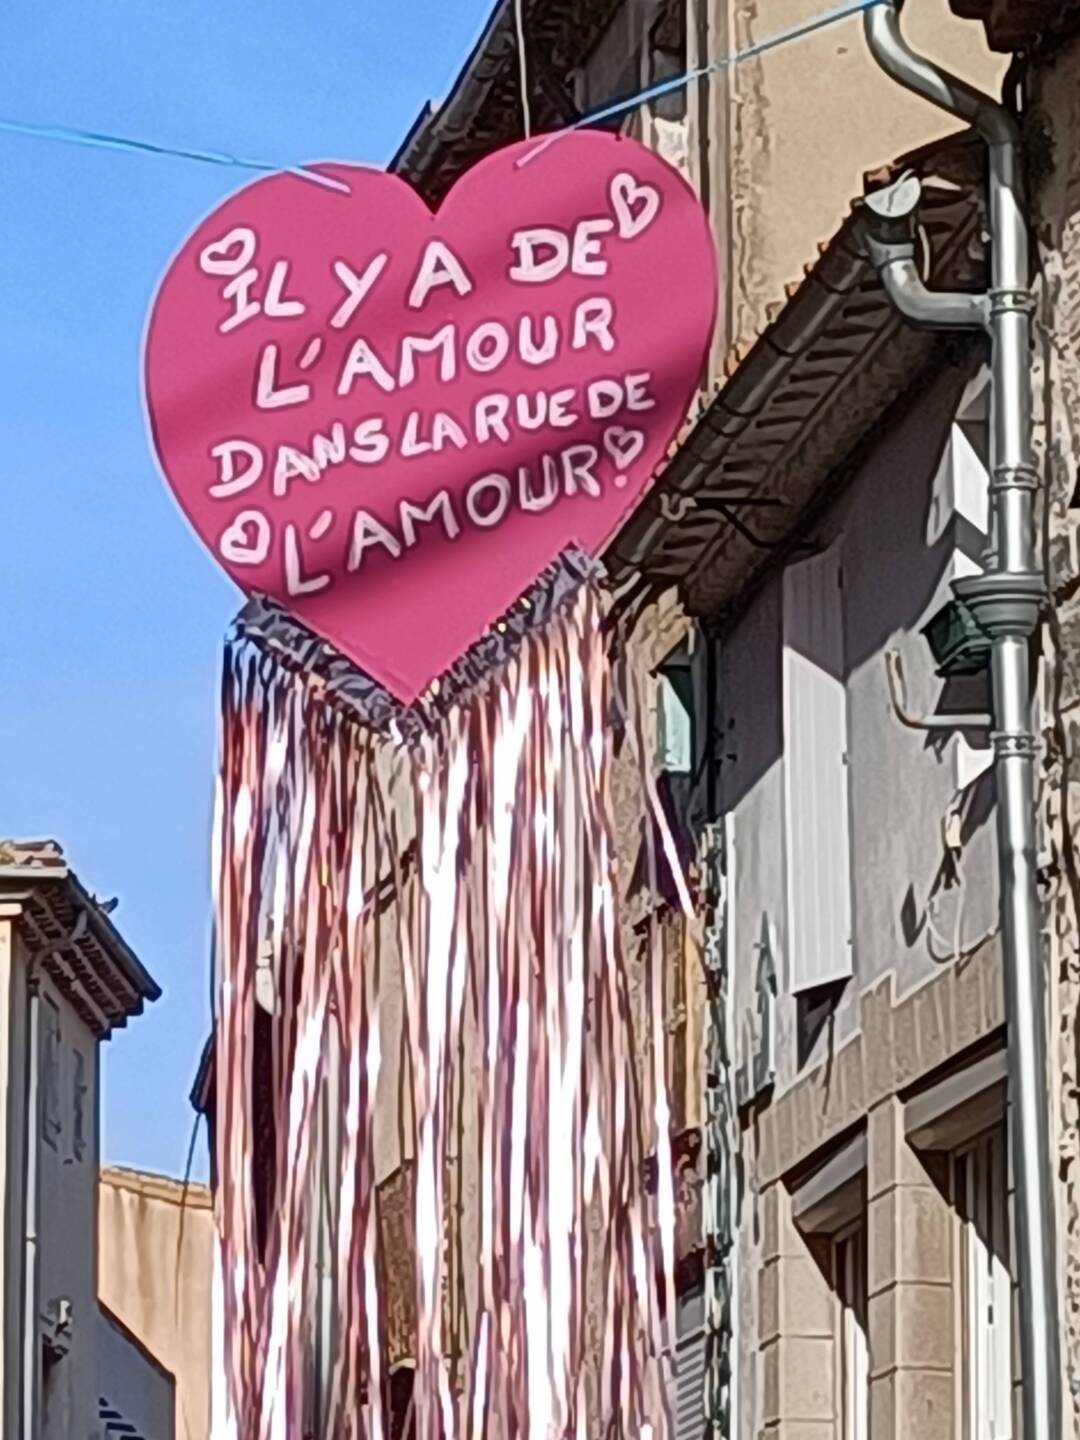 IL Y A DE
L'AMOUR
DANS LA RUE DE
L'AMOUR!